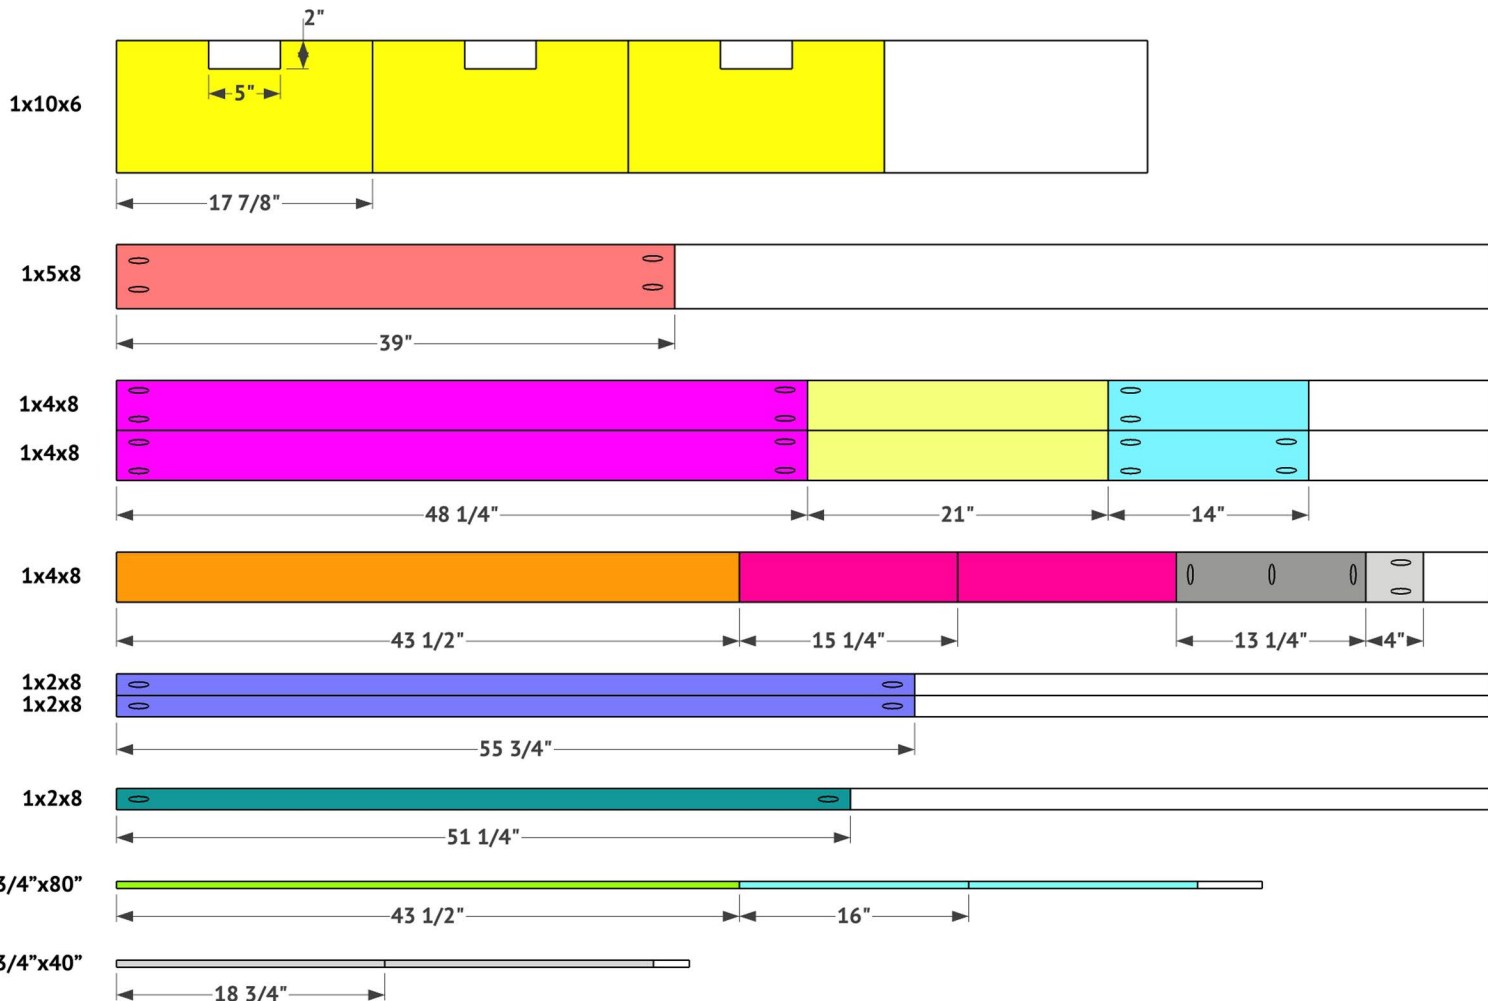 2"
1x10x6
5"
17 7/8"
1x5x8
39"
1x4x8
1x4x8
48 1/4"
21"
14"
1x4x8
43 1/2"
15 1/4"
13 1/4"
4"
1x2x8
1x2x8
55 3/4"
1x2x8
51 1/4"
3/4”x80”
43 1/2"
16"
3/4”x40”
18 3/4"